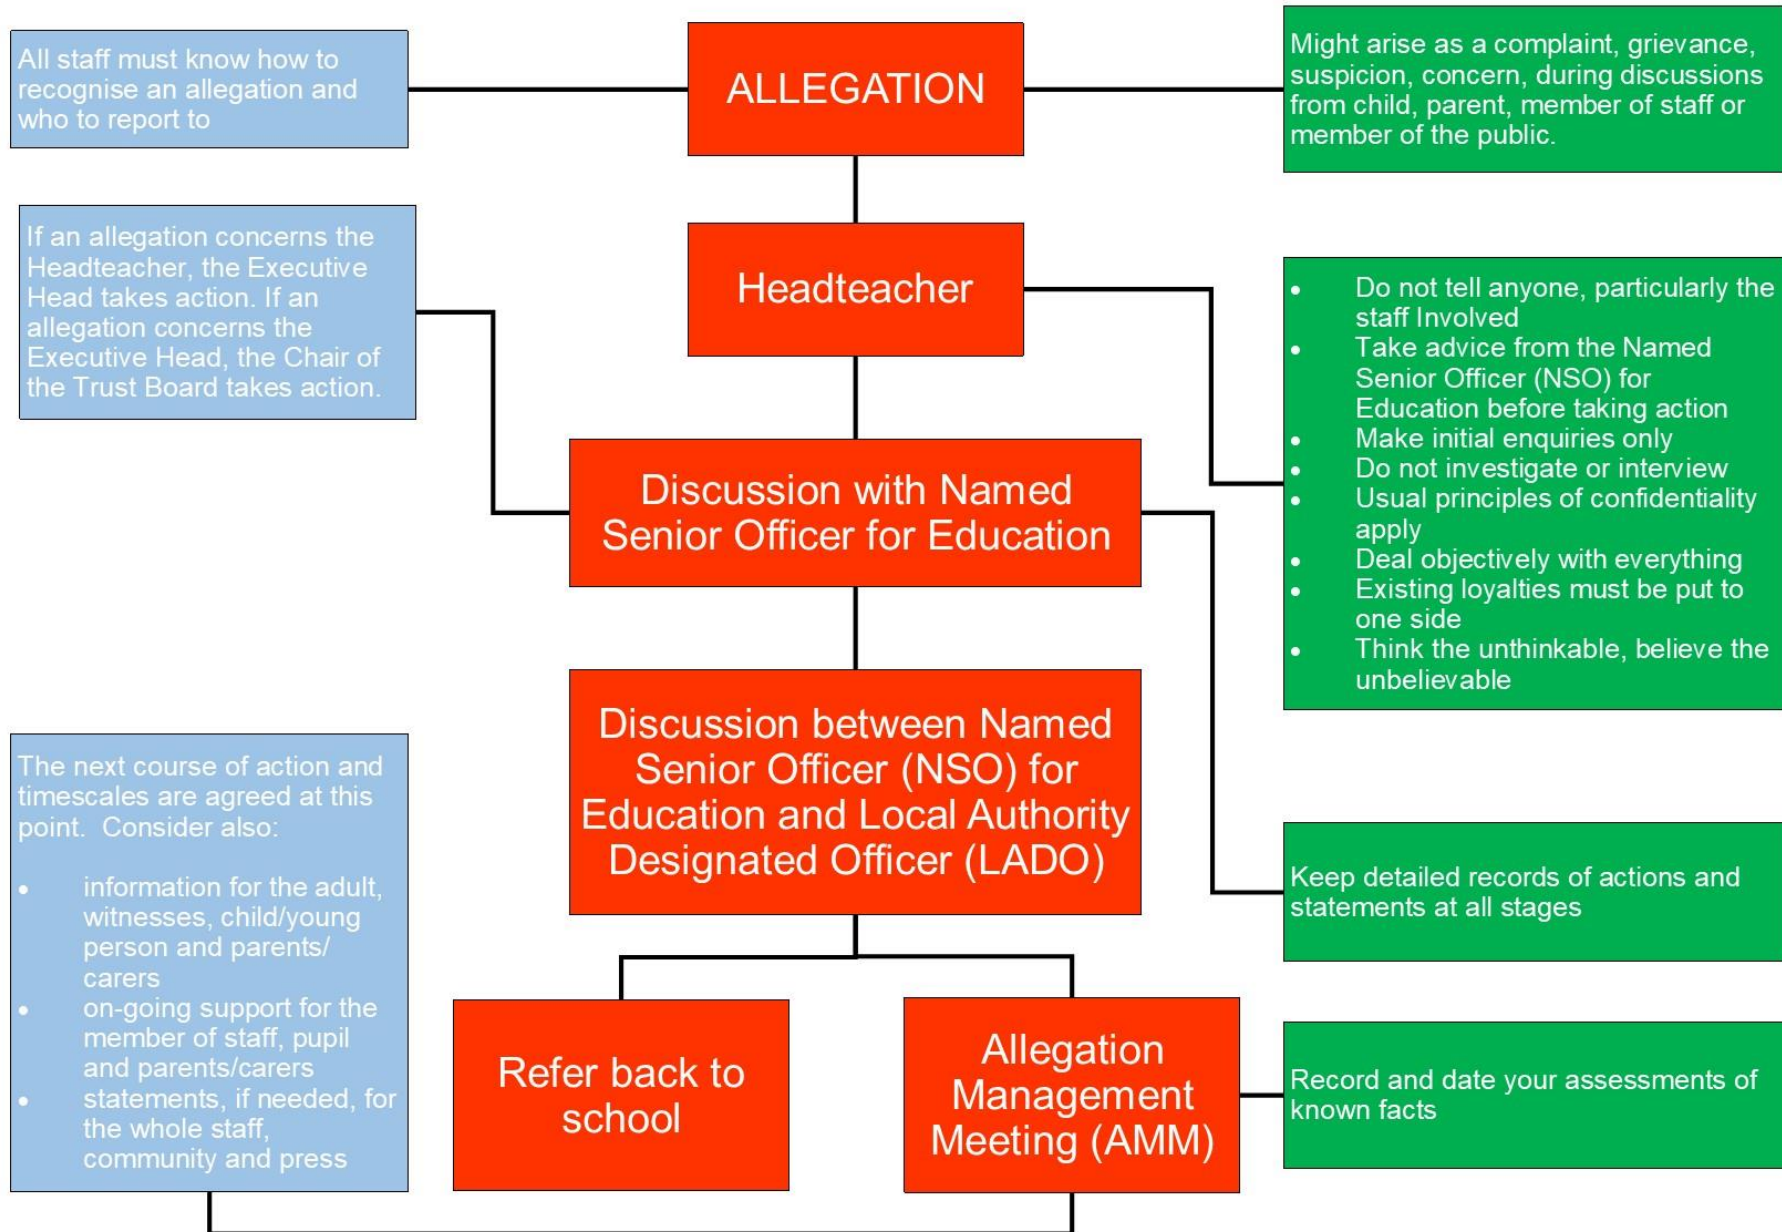 All staff must know how to
recognise an allegation and
who to report to
ALLEGATION
Might arise as a complaint, grievance,
suspicion, concern, during discussions
from child, parent, member of staff or
member of the public.
If an allegation concerns the
Headteacher, the Executive
Head takes action. If an
allegation concerns the
Executive Head, the Chair of
the Trust Board takes action.
Headteacher
• Do not tell anyone, particularly the
staff Involved
• Take advice from the Named
Senior Officer (NSO) for
Education before taking action
• Make initial enquiries only
• Do not investigate or interview
• Usual principles of confidentiality
apply
• Deal objectively with everything
• Existing loyalties must be put to
one side
• Think the unthinkable, believe the
unbelievable
Discussion with Named
Senior Officer for Education
Discussion between Named
Senior Officer (NSO) for
Education and Local Authority
Designated Officer (LADO)
The next course of action and
timescales are agreed at this
point.  Consider also:
• information for the adult,
witnesses, child/young
person and parents/
carers
• on-going support for the
member of staff, pupil
and parents/carers
• statements, if needed, for
the whole staff,
community and press
Keep detailed records of actions and
statements at all stages
Refer back to
school
Allegation
Management
Meeting (AMM)
Record and date your assessments of
known facts